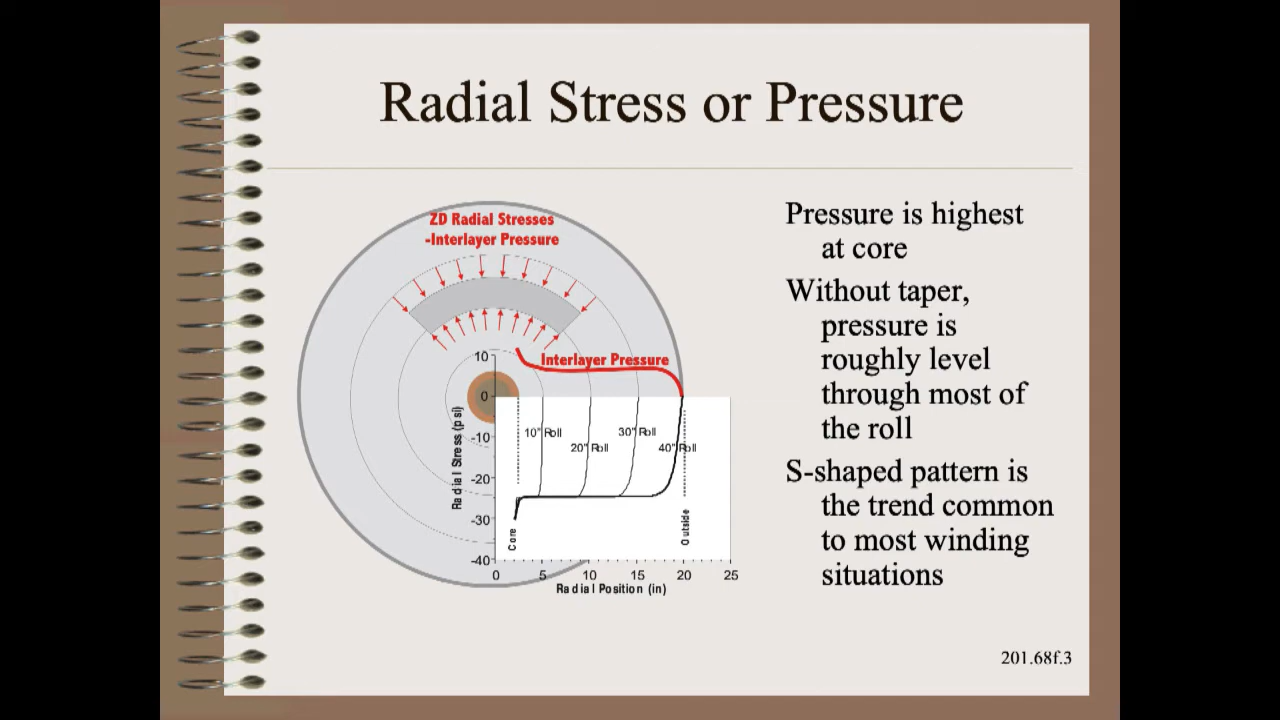 Radial Stress or Pressure
ZD Radial Stresses
-Interlayer Pressure
Interlayer Pressure
10
0
-10
-20
-30
-40
Radial Stress (psi)
10" Roll
20" Roll
30" Roll
40" Roll
Core
Outside
0 5 10 15 20 25
Radial Position (in)
Pressure is highest
at core
Without taper,
pressure is
roughly level
through most of
the roll
S-shaped pattern is
the trend common
to most winding
situations
201.68f.3